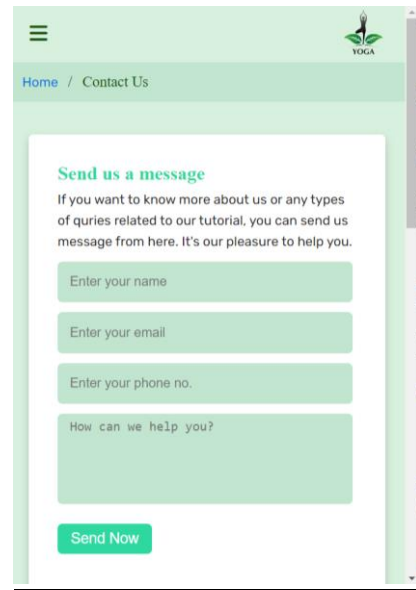 YOGA
Home / Contact Us
Send us a message
If you want to know more about us or any types
of quries related to our tutorial, you can send us
message from here. It's our pleasure to help you.
Enter your name
Enter your email
Enter your phone no.
How can we help you?
Send Now